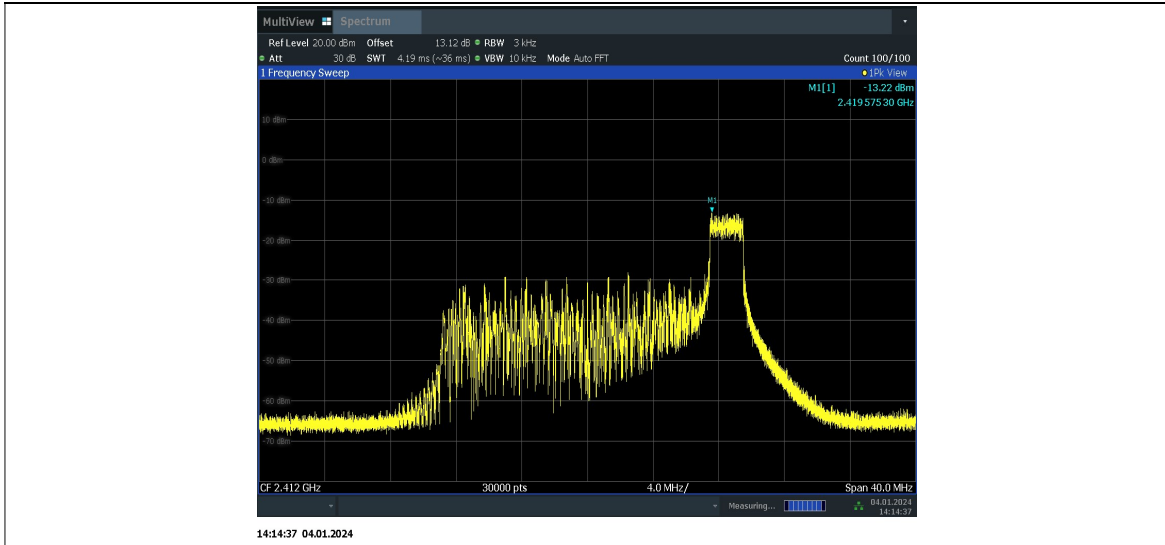 MultiView Spectrum
Ref Level 20.00 dBm Offset 13.12 dB RBW 3 kHz
Att 30 dB SWT 4.19 ms (~36 ms) VBW 10 kHz Mode Auto FFT Count 100/100
1 Frequency Sweep 1Pk View
M1[1] -13.22 dBm
2.419 575 30 GHz
10 dBm
0 dBm
M1
-10 dBm
-20 dBm
-30 dBm
-40 dBm
-50 dBm
-60 dBm
-70 dBm
CF 2.412 GHz 30000 pts 4.0 MHz/ Span 40.0 MHz
Measuring... 04.01.2024
14:14:37
14:14:37 04.01.2024